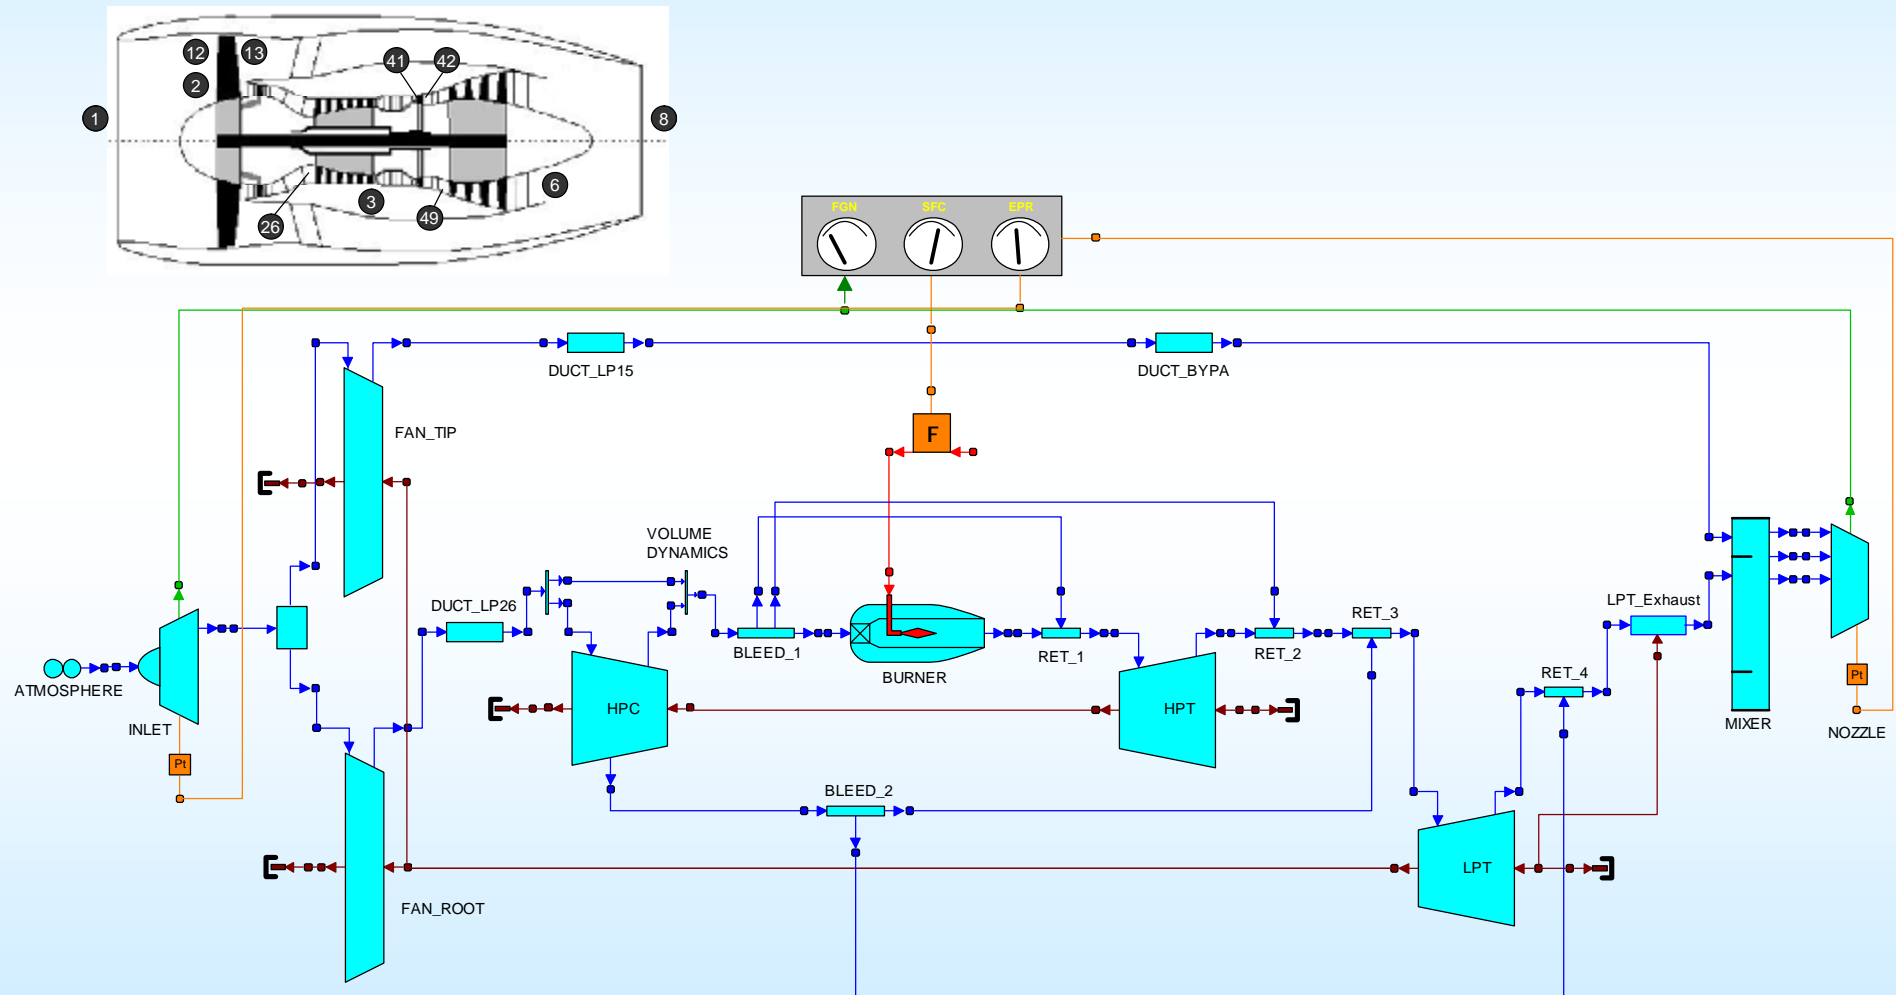 12
13
41
42
2
1
8
6
3
26
49
FGN
SFC
EPR
DUCT_LP15
DUCT_BYPA
F
FAN_TIP
VOLUME
DYNAMICS
DUCT_LP26
BLEED_1
BURNER
RET_1
RET_2
RET_3
LPT_Exhaust
RET_4
ATMOSPHERE
INLET
Pt
HPC
HPT
Pt
MIXER
NOZZLE
BLEED_2
LPT
FAN_ROOT